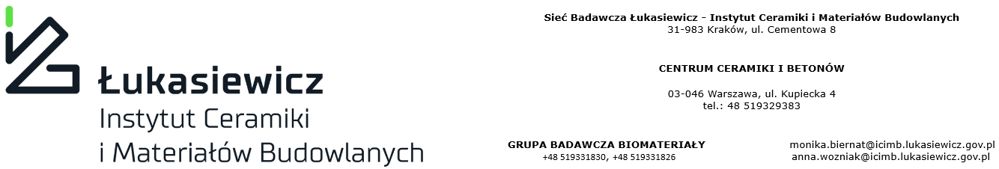 Łukasiewicz
Instytut Ceramiki
i Materiałów Budowlanych
Sieć Badawcza Łukasiewicz - Instytut Ceramiki i Materiałów Budowlanych
31-983 Kraków, ul. Cementowa 8
CENTRUM CERAMIKI I BETONÓW
03-046 Warszawa, ul. Kupiecka 4
tel.: 48 519329383
GRUPA BADAWCZA BIOMATERIAŁY
+48 519331830, +48 519331826
monika.biernat@icimb.lukasiewicz.gov.pl
anna.wozniak@icimb.lukasiewicz.gov.pl